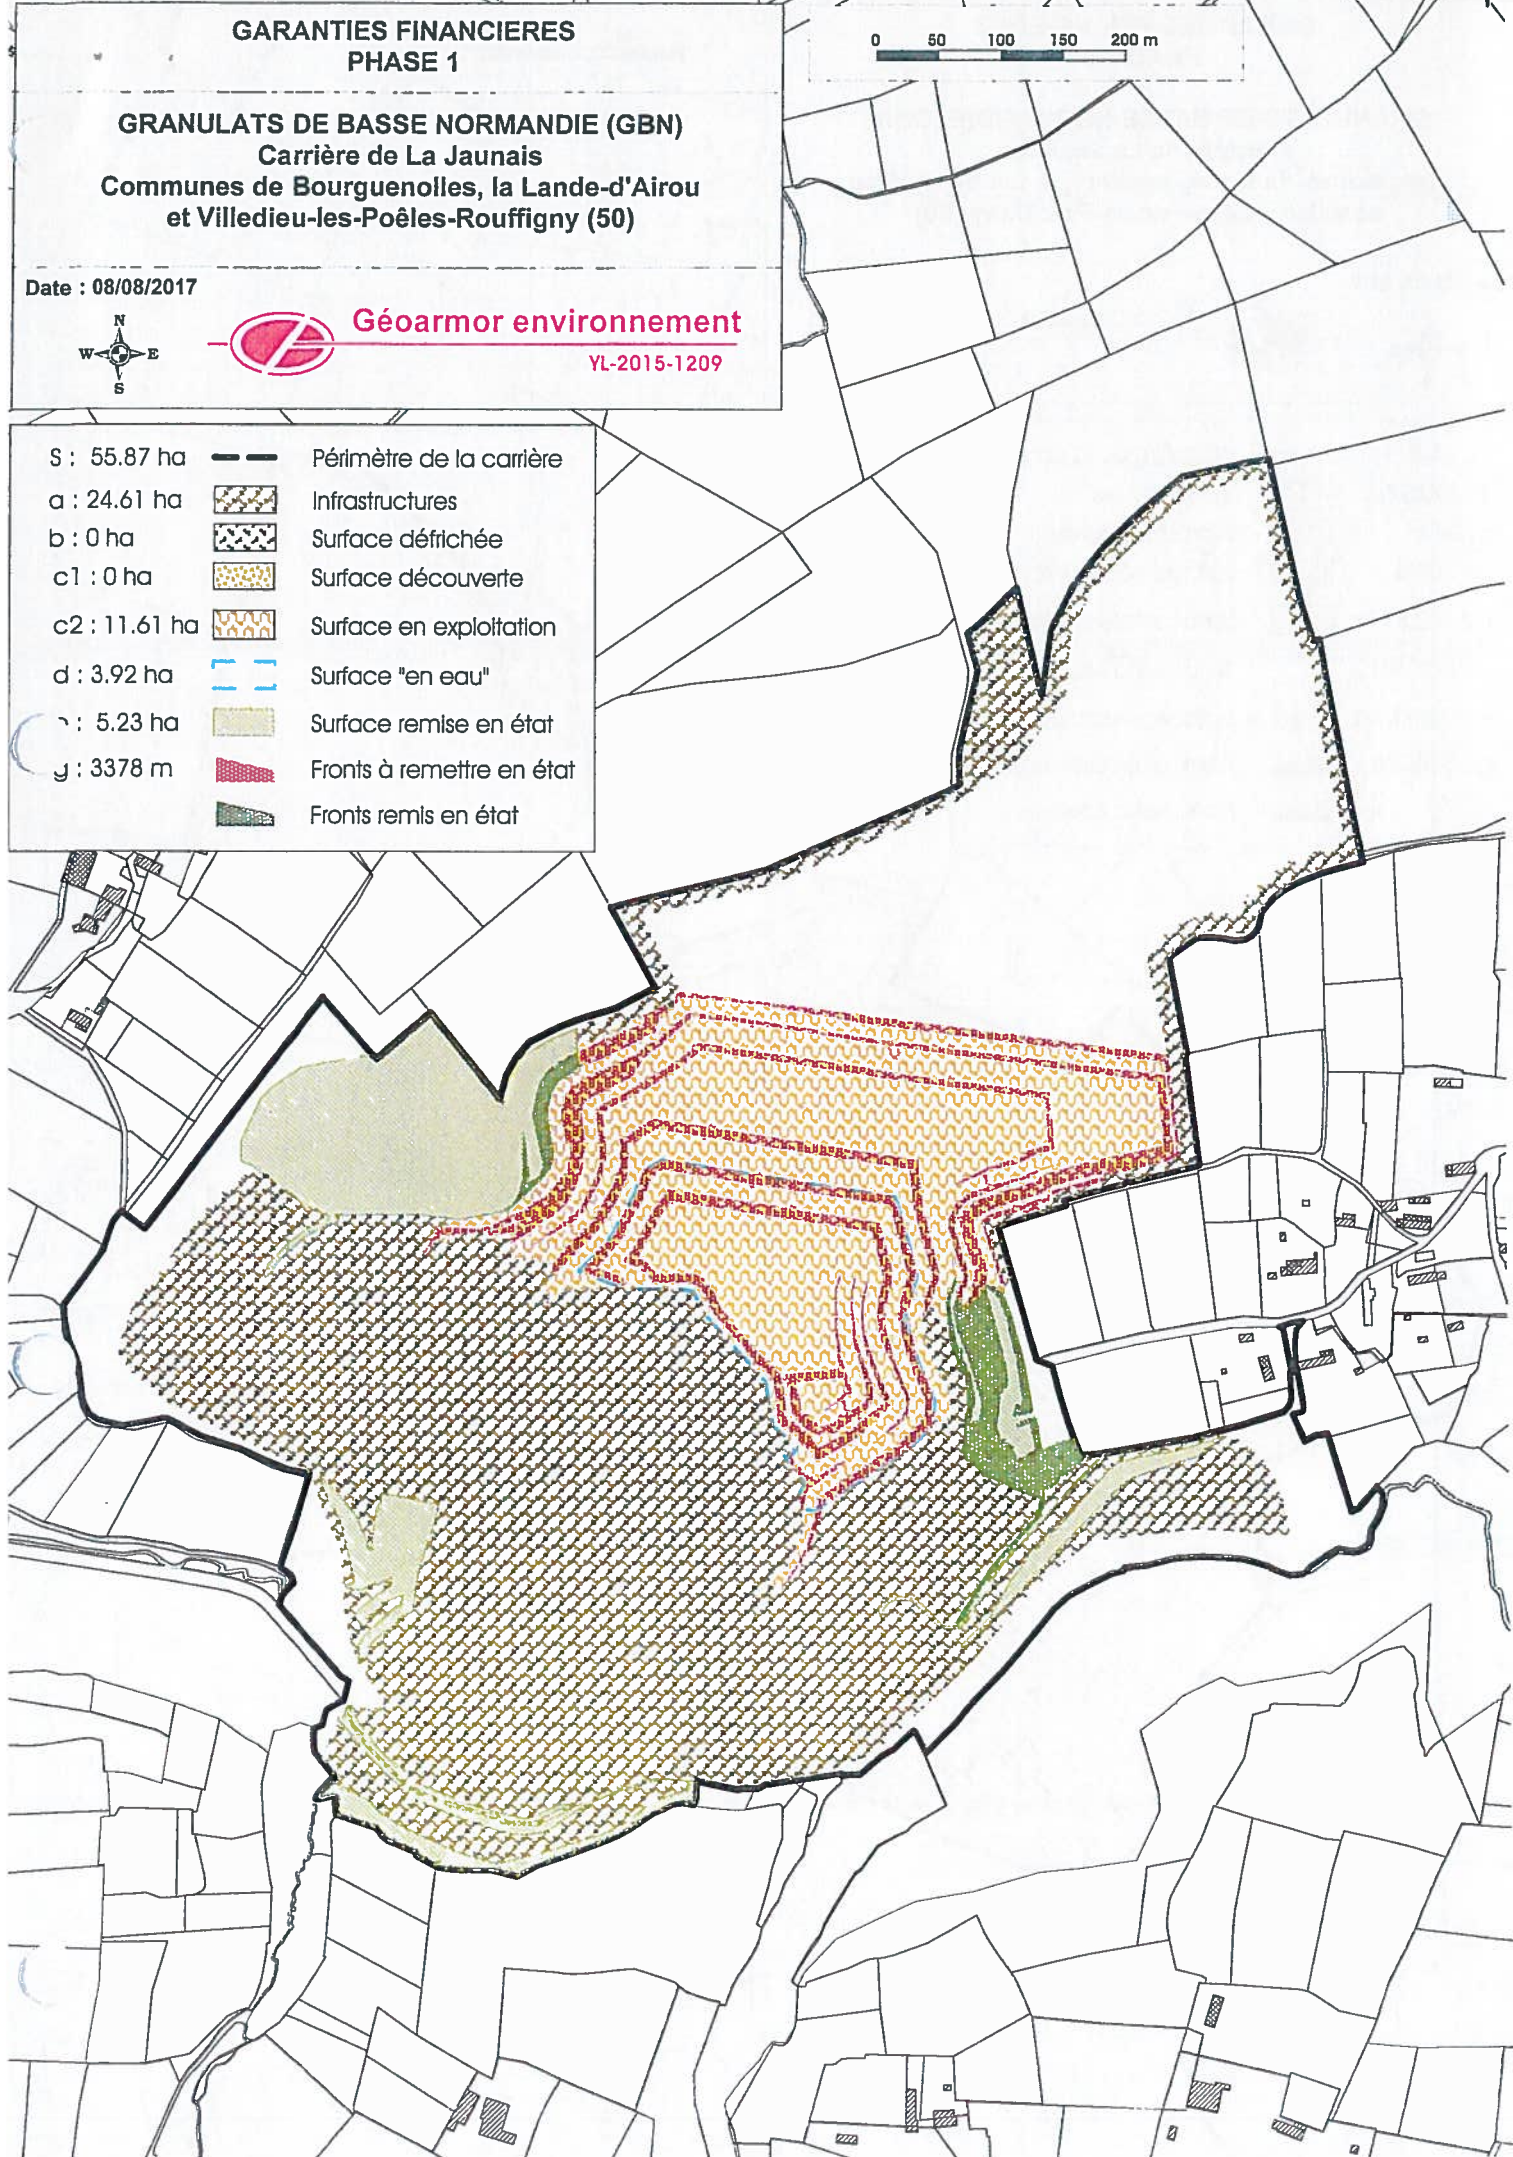 GARANTIES FINANCIERES
PHASE 1
GRANULATS DE BASSE NORMANDIE (GBN)
Carrière de La Jaunais
Communes de Bourguenolles, la Lande-d'Airou
et Villedieu-les-Poêles-Rouffigny (50)
Date : 08/08/2017
N
W E
S
Géoarmor environnement
YL-2015-1209
0 50 100 150 200 m
S : 55.87 ha Périmètre de la carrière
a : 24.61 ha Infrastructures
b : 0 ha Surface défrichée
c1 : 0 ha Surface découverte
c2 : 11.61 ha Surface en exploitation
d : 3.92 ha Surface "en eau"
: 5.23 ha Surface remise en état
: 3378 m Fronts à remettre en état
Fronts remis en état